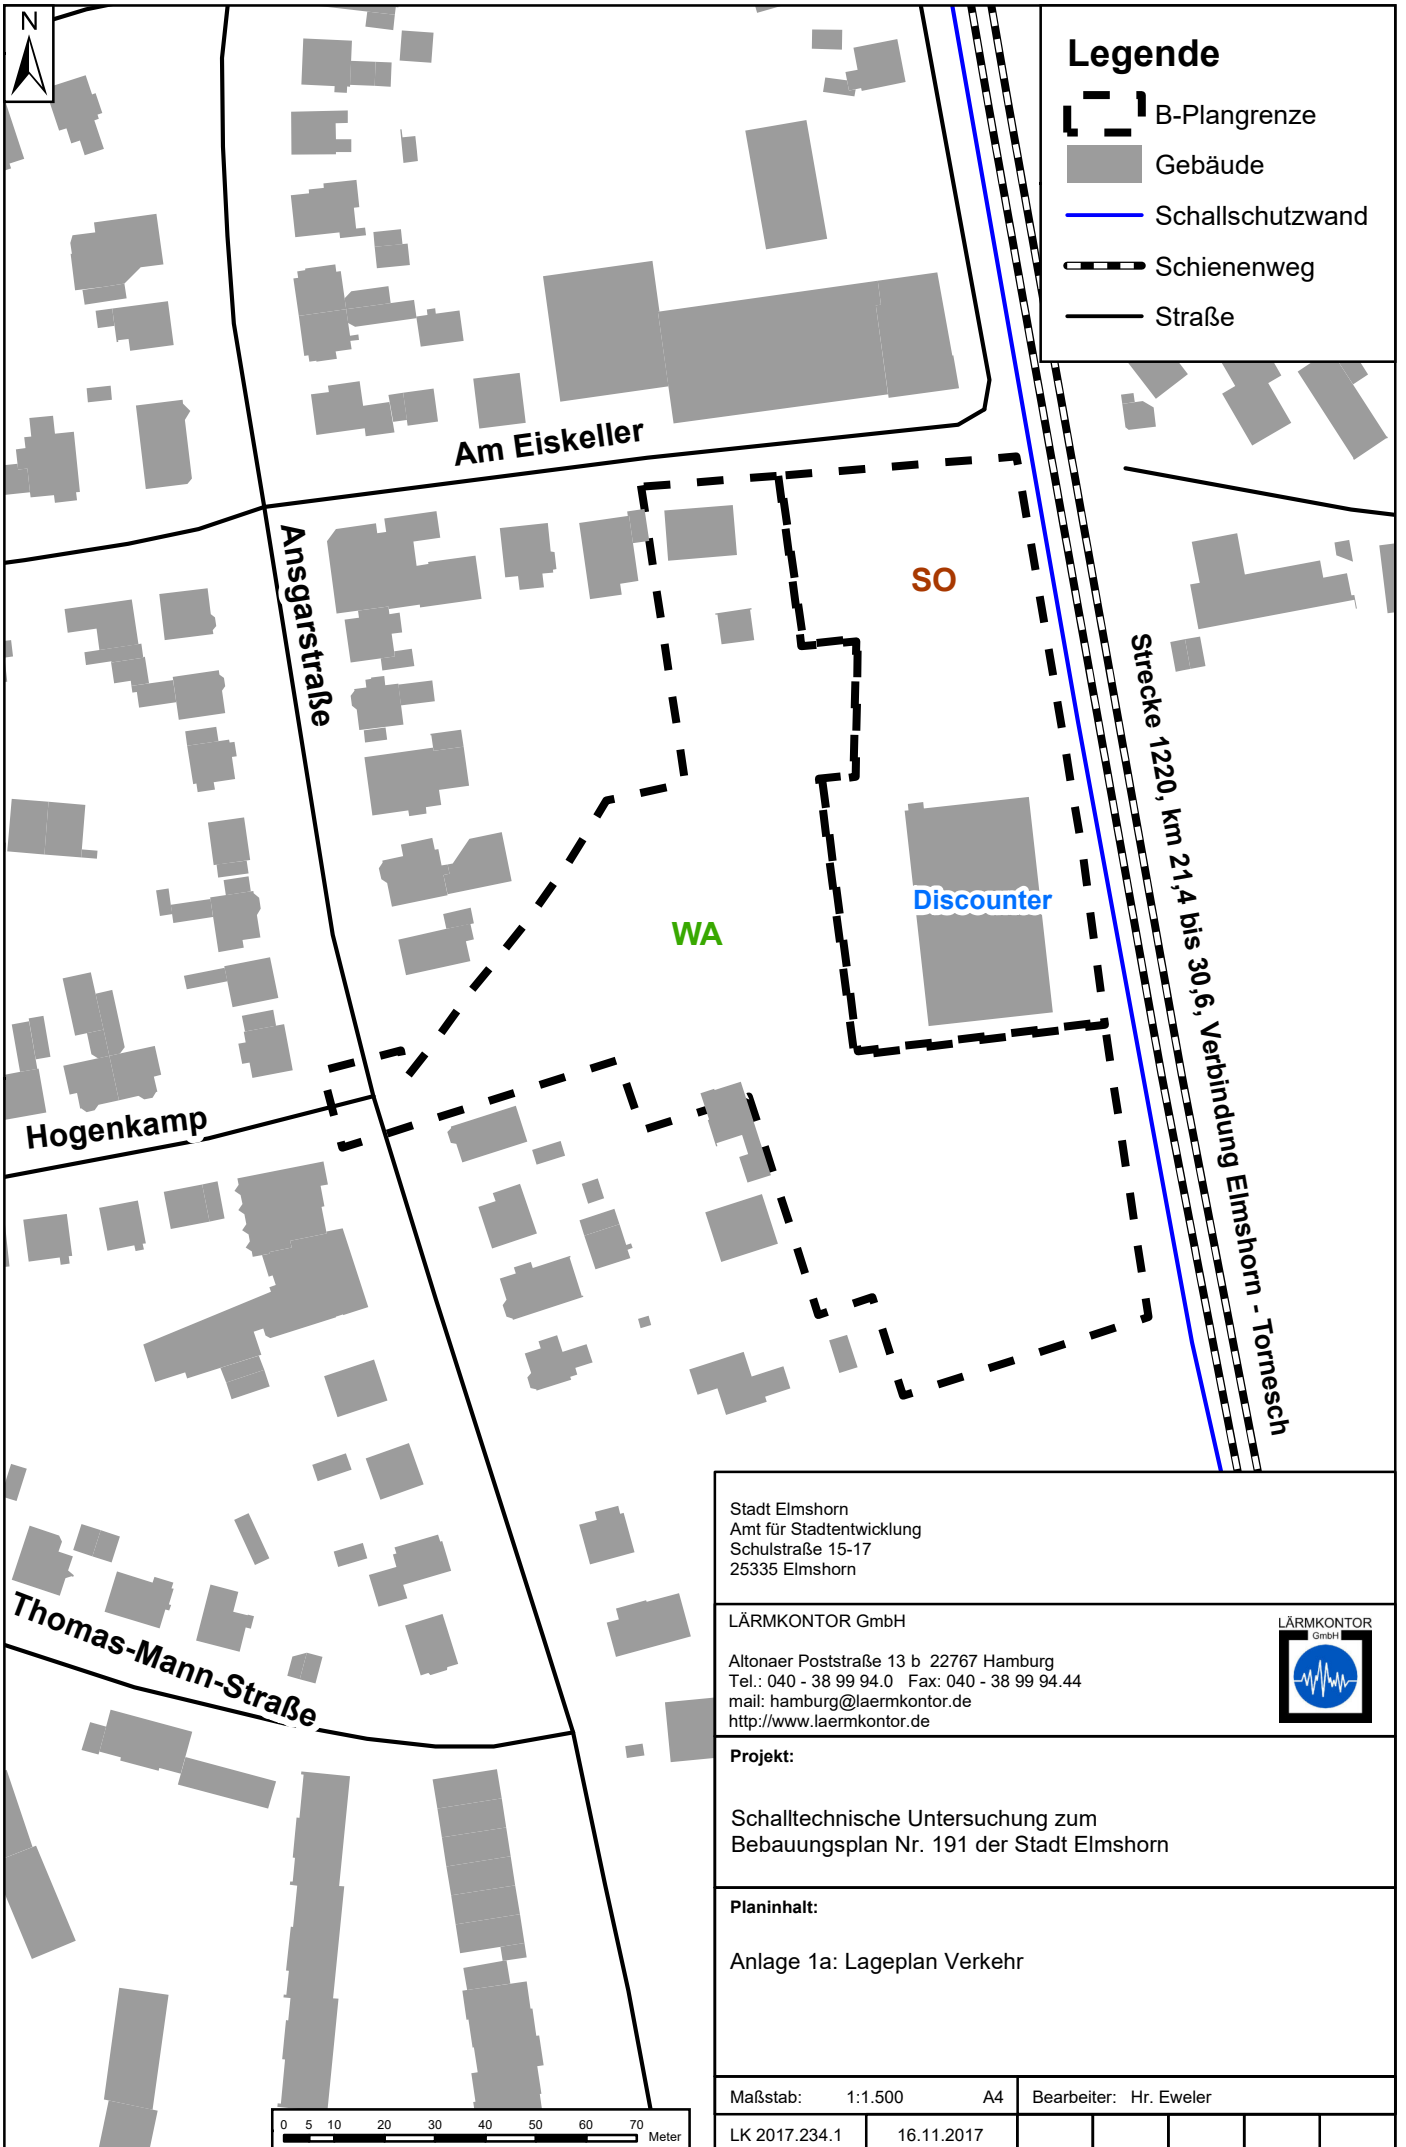 N
Legende
B-Plangrenze
Gebäude
Schallschutzwand
Schienenweg
Straße
Am Eiskeller
Ansgarstraße
SO
Strecke 1220, km 21,4 bis 30,6, Verbindung Elmshorn - Tornesch
Discounter
WA
Hogenkamp
Thomas-Mann-Straße
Stadt Elmshorn
Amt für Stadtentwicklung
Schulstraße 15-17
25335 Elmshorn
LÄRMKONTOR GmbH
Altonaer Poststraße 13 b 22767 Hamburg
Tel.: 040 - 38 99 94.0 Fax: 040 - 38 99 94.44
mail: hamburg@laermkontor.de
http://www.laermkontor.de
LÄRMKONTOR
GmbH
Projekt:
Schalltechnische Untersuchung zum
Bebauungsplan Nr. 191 der Stadt Elmshorn
Planinhalt:
Anlage 1a: Lageplan Verkehr
Maßstab: 1:1.500 A4 Bearbeiter: Hr. Eweler
LK 2017.234.1 16.11.2017
0 5 10 20 30 40 50 60 70
Meter